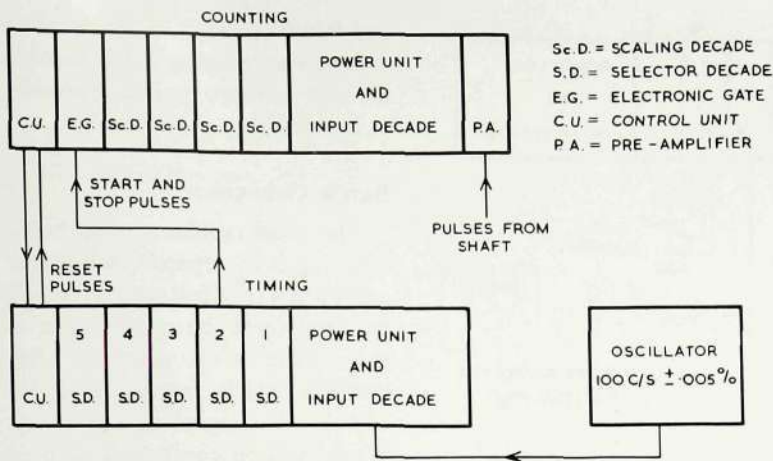 COUNTING
C.U.
E.G.
Sc.D.
Sc.D.
Sc.D.
Sc.D.
POWER UNIT
AND
INPUT DECADE
P.A.
Sc.D. = SCALING DECADE
S.D. = SELECTOR DECADE
E.G. = ELECTRONIC GATE
C.U. = CONTROL UNIT
P.A. = PRE-AMPLIFIER
START AND
STOP PULSES
PULSES FROM
SHAFT
RESET
PULSES
TIMING
C.U.
5
S.D.
4
S.D.
3
S.D.
2
S.D.
1
S.D.
POWER UNIT
AND
INPUT DECADE
OSCILLATOR
100 C/S ± ·005%